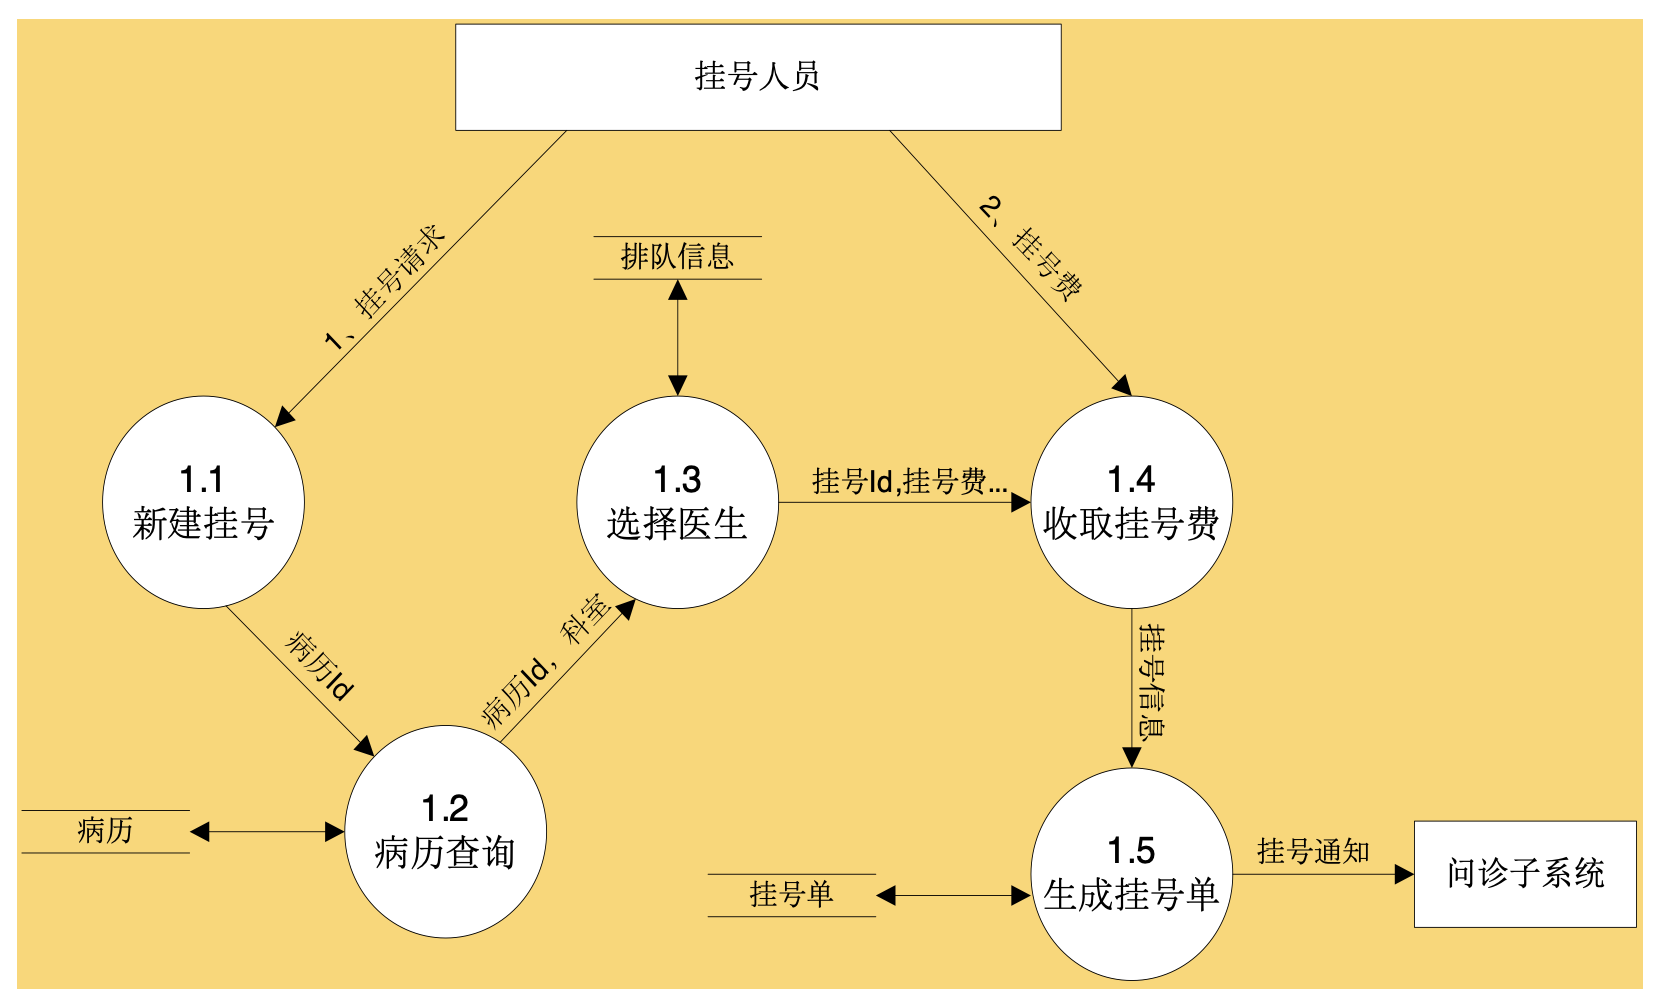 挂号人员
1、挂号请求
2、挂号费
排队信息
1.1
新建挂号
1.3
选择医生
挂号Id,挂号费...
1.4
收取挂号费
病历Id
病历Id，科室
挂号信息
病历
1.2
病历查询
挂号单
1.5
生成挂号单
挂号通知
问诊子系统